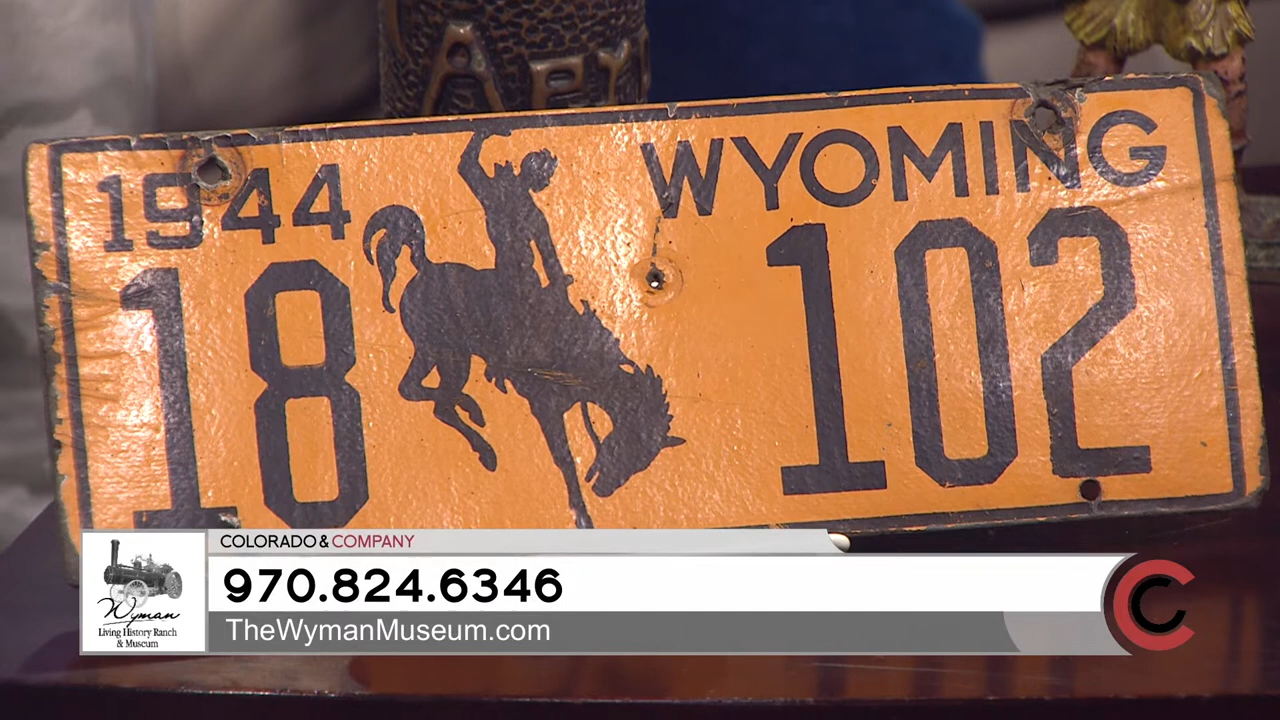 1944 WYOMING
18 102
COLORADO & COMPANY
970.824.6346
TheWymanMuseum.com
Wyman
Living History Ranch
& Museum